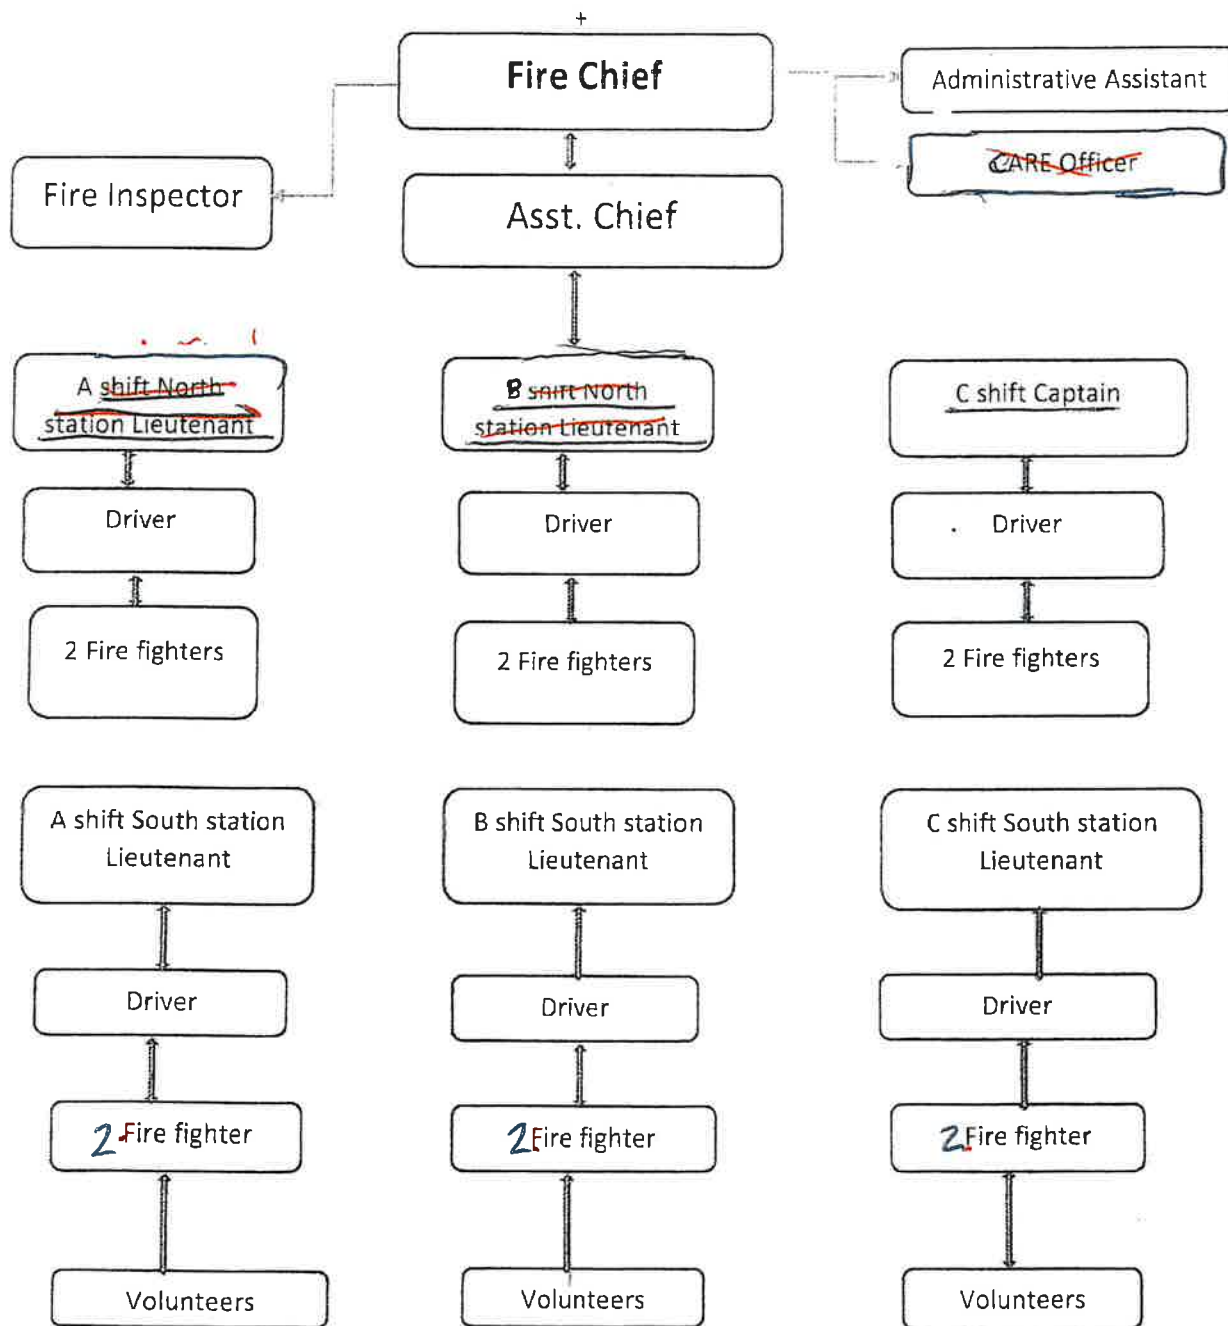 +
Fire Chief
Administrative Assistant
CARE Officer
Fire Inspector
Asst. Chief
A shift North
station Lieutenant
B shift North
station Lieutenant
C shift Captain
Driver
Driver
Driver
2 Fire fighters
2 Fire fighters
2 Fire fighters
A shift South station
Lieutenant
B shift South station
Lieutenant
C shift South station
Lieutenant
Driver
Driver
Driver
2 Fire fighter
2 Fire fighter
2 Fire fighter
Volunteers
Volunteers
Volunteers